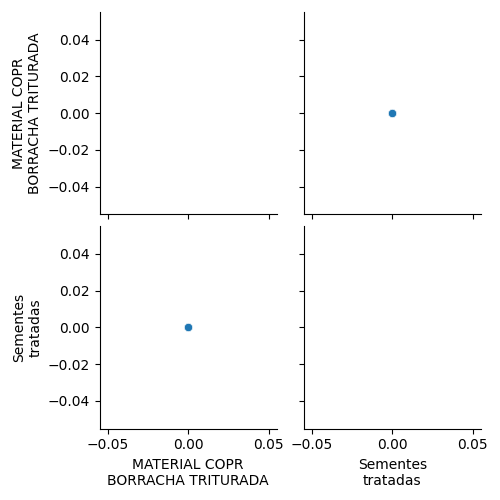 0.04
0.02
0.00
−0.02
−0.04
MATERIAL COPR
BORRACHA TRITURADA
0.04
0.02
0.00
−0.02
−0.04
Sementes
tratadas
−0.05
0.00
0.05
−0.05
0.00
0.05
MATERIAL COPR
BORRACHA TRITURADA
Sementes
tratadas